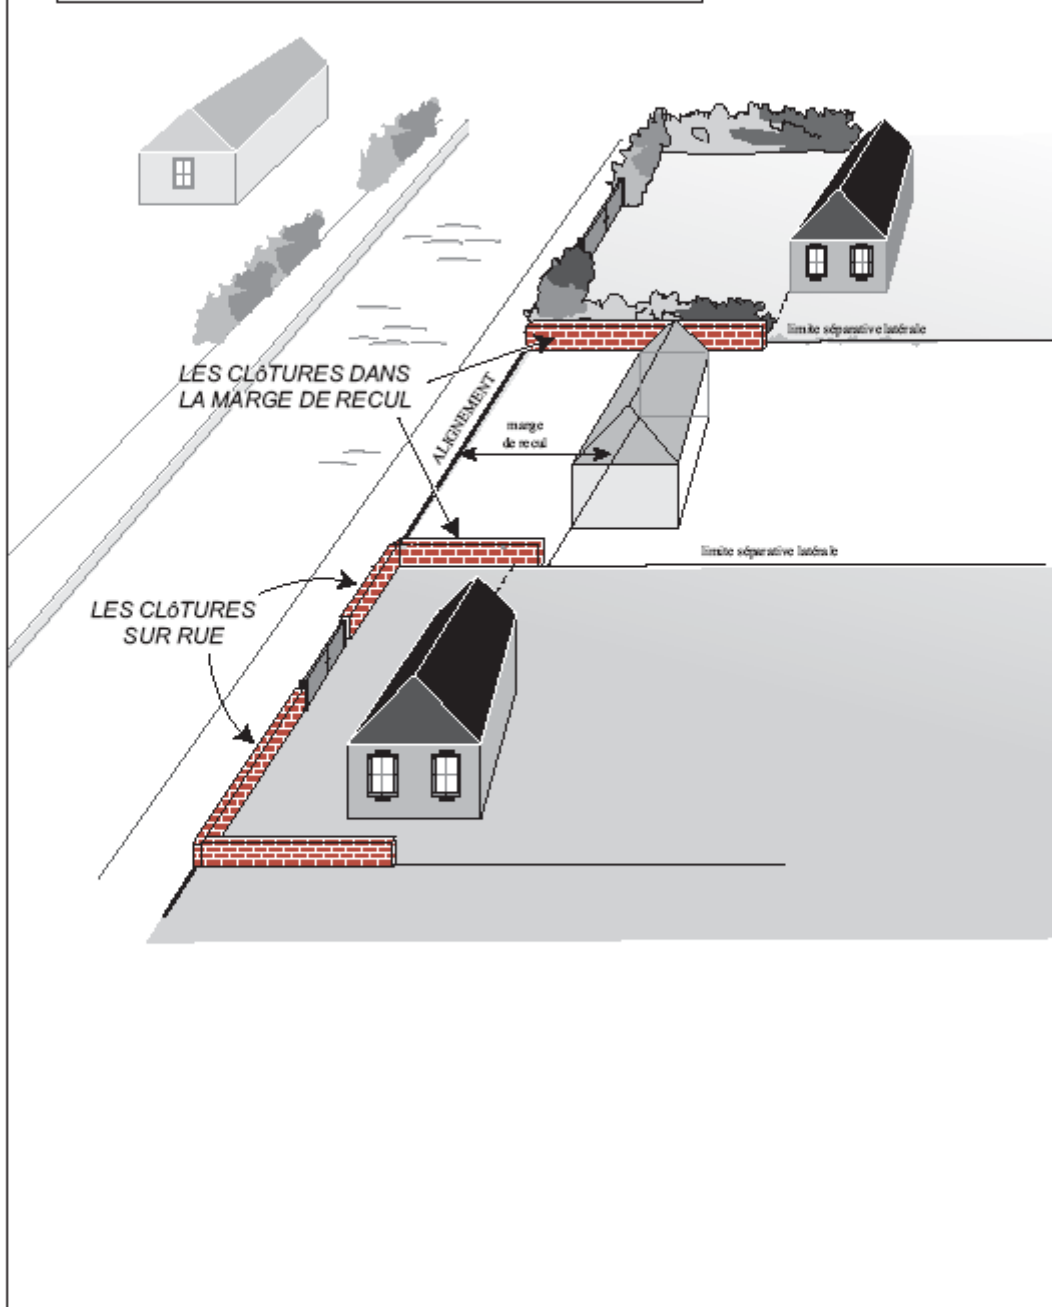 limite séparative latérale
LES CLôTURES DANS
LA MARGE DE RECUL
ALIGNEMENT
marge
de recul
limite séparative latérale
LES CLôTURES
SUR RUE